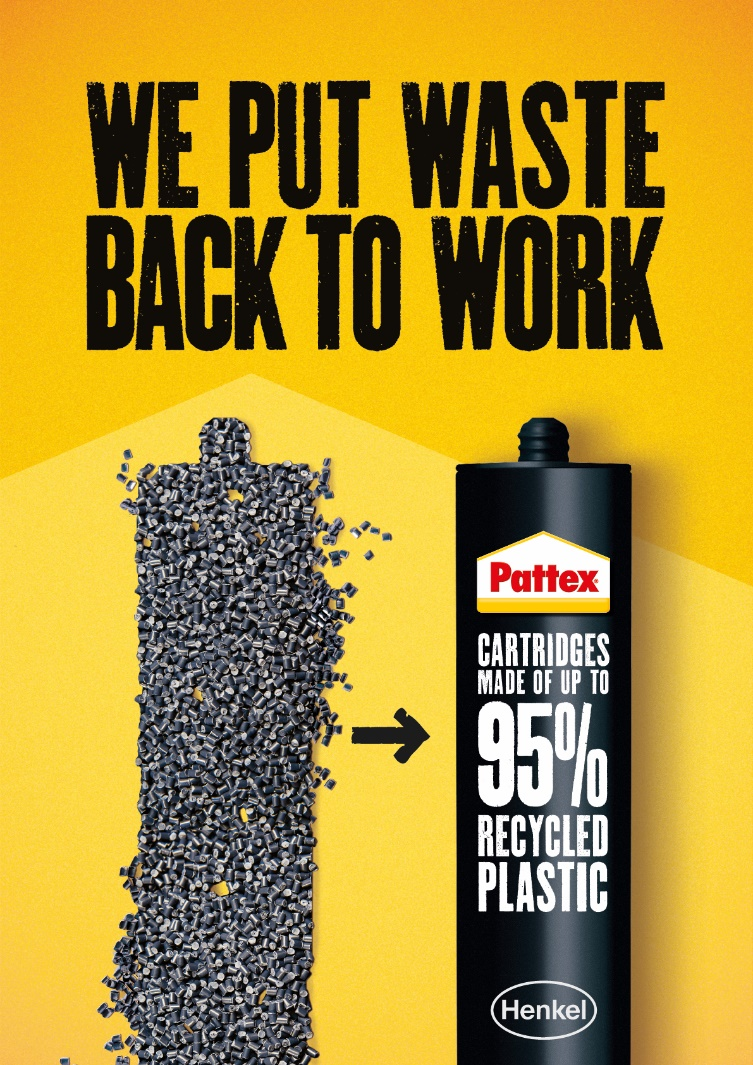 WE PUT WASTE
BACK TO WORK
Pattex
CARTRIDGES
MADE OF UP TO
95%
RECYCLED
PLASTIC
Henkel